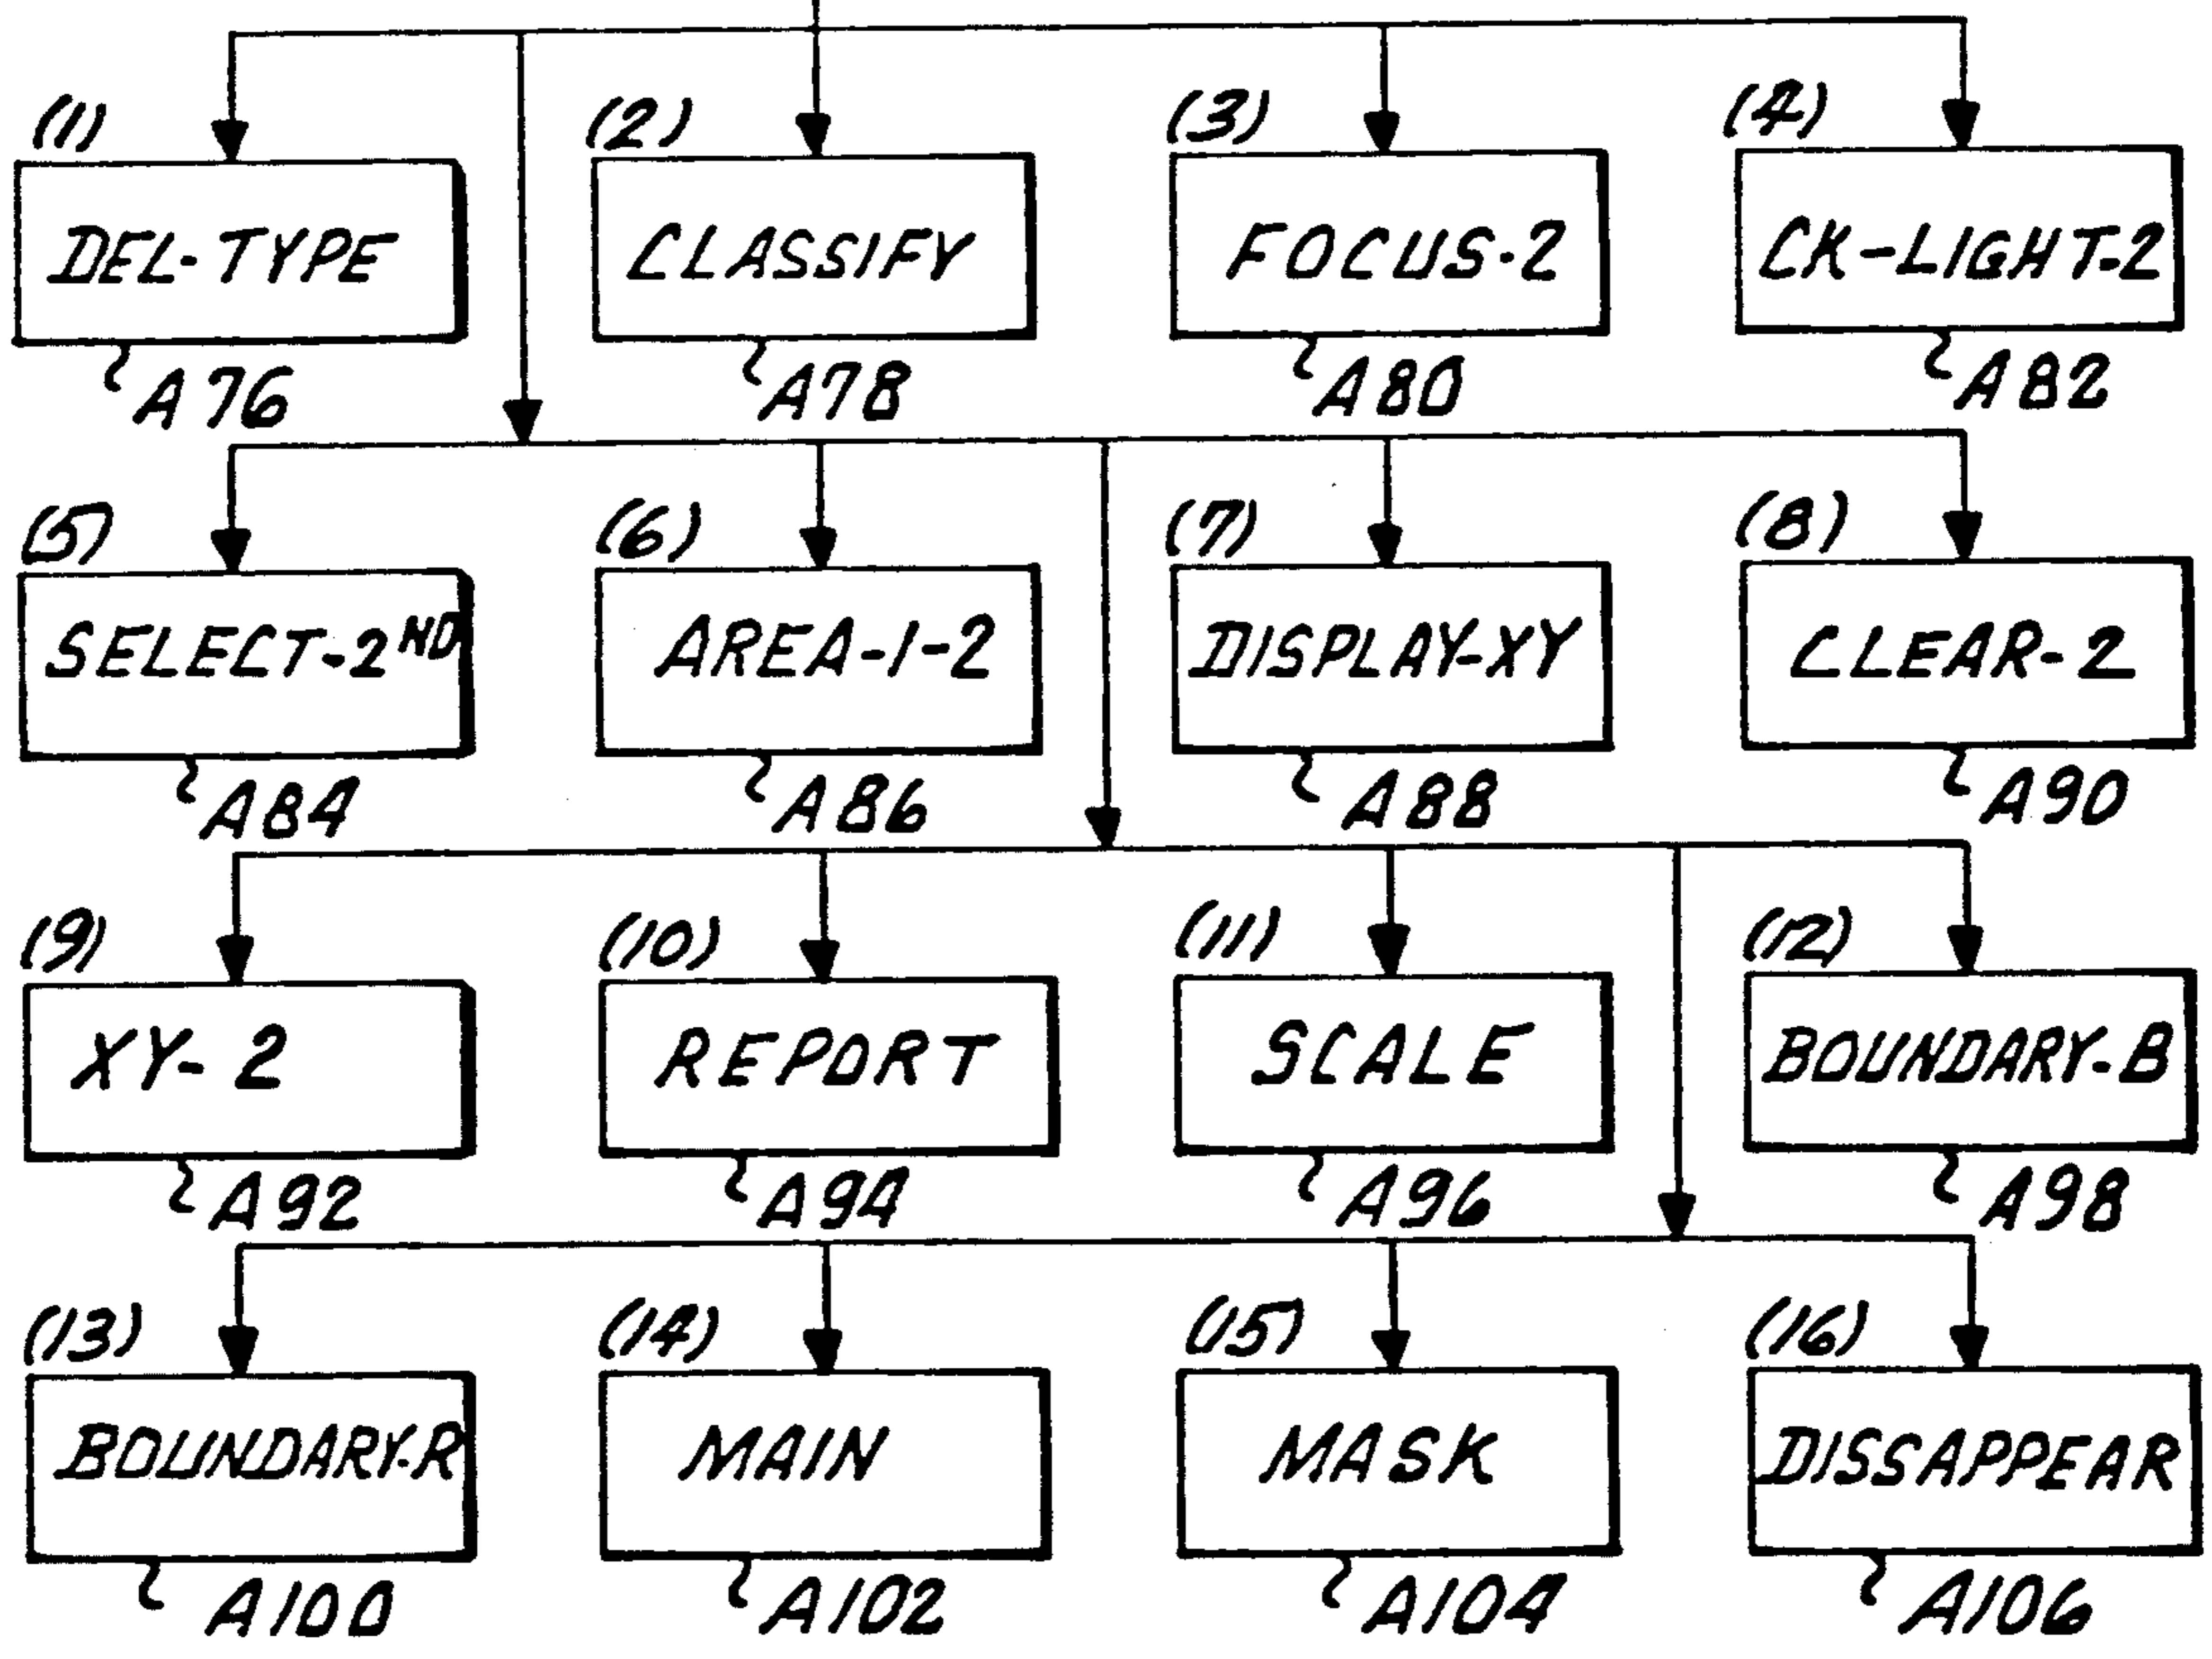 (1) (2) (3) (4)
DEL-TYPE CLASSIFY FOCUS-2 CK-LIGHT-2
A76 A78 A80 A82
(5) (6) (7) (8)
SELECT-2ND AREA-1-2 DISPLAY-XY CLEAR-2
A84 A86 A88 A90
(9) (10) (11) (12)
XY-2 REPORT SCALE BOUNDARY-B
A92 A94 A96 A98
(13) (14) (15) (16)
BOUNDARY-R MAIN MASK DISSAPPEAR
A100 A102 A104 A106